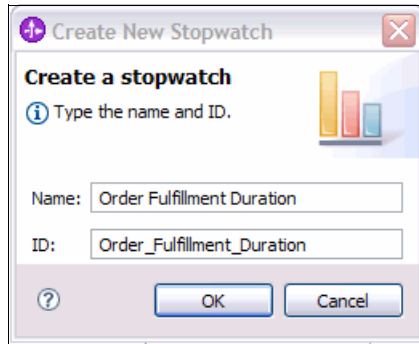 Create New Stopwatch
Create a stopwatch
Type the name and ID.
Name: Order Fulfillment Duration
ID: Order_Fulfillment_Duration
OK Cancel